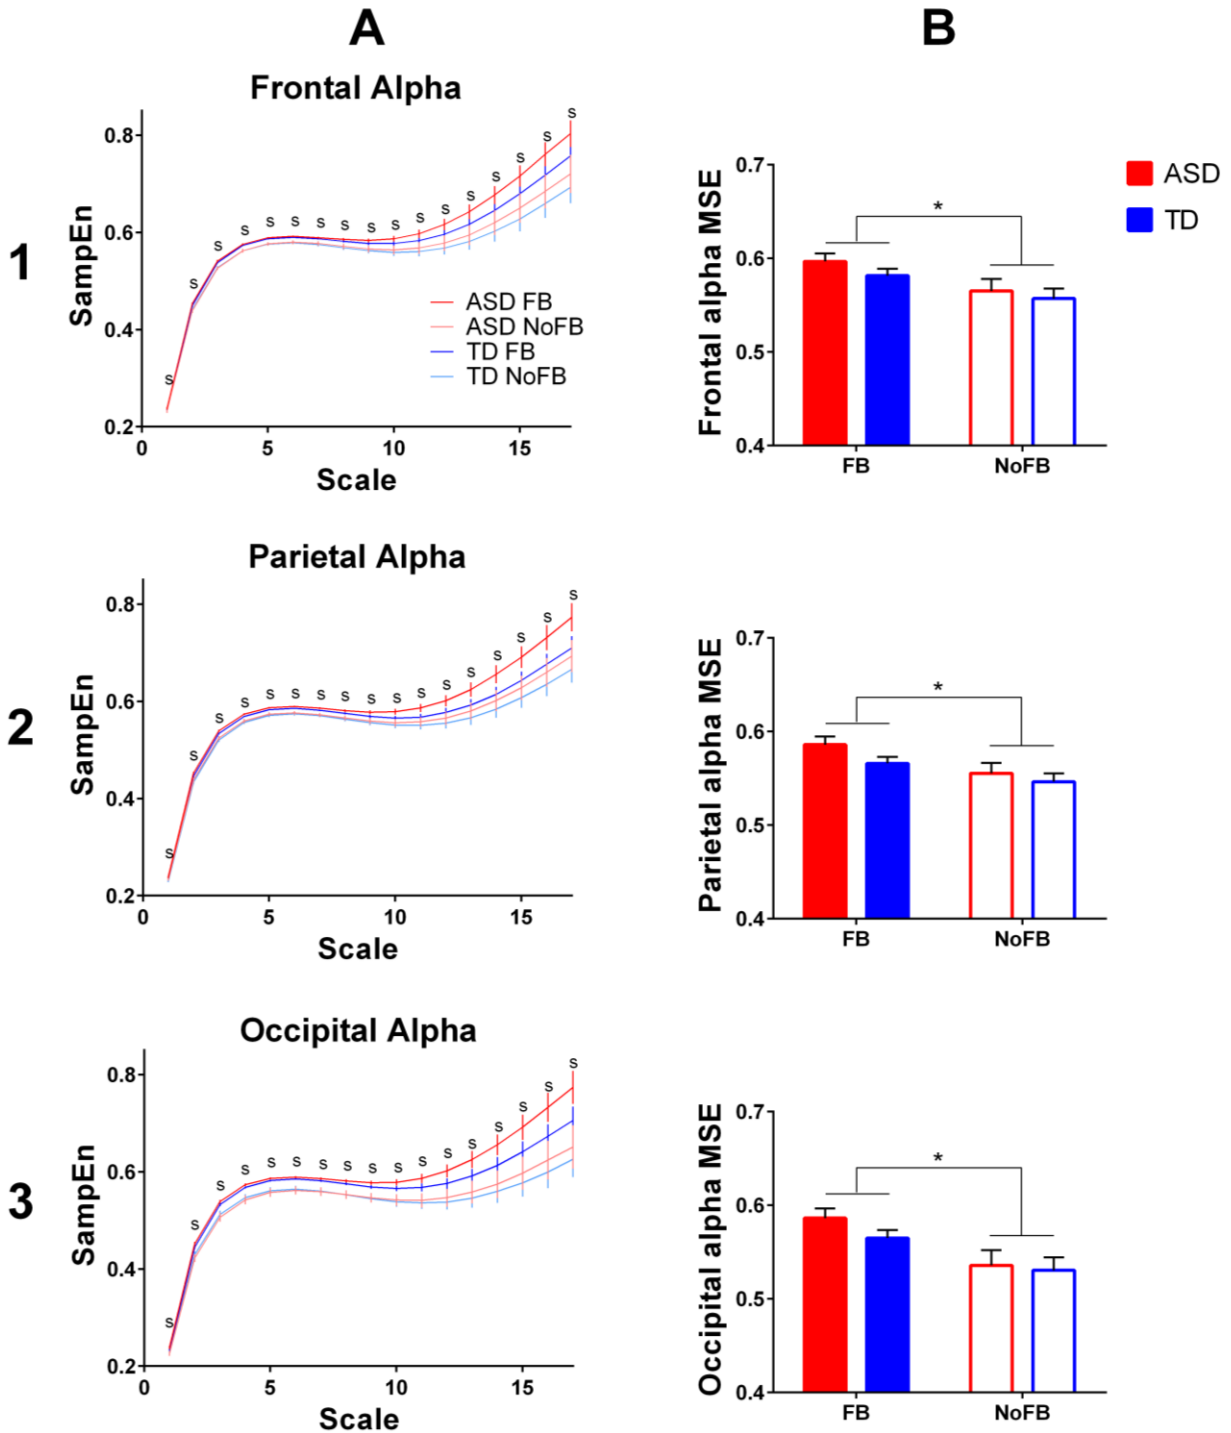 A
B
1
Frontal Alpha
SampEn
0.8
0.6
0.4
0.2
s s s s s s s s s s s s s s s s s
ASD FB
ASD NoFB
TD FB
TD NoFB
0 5 10 15
Scale
Frontal alpha MSE
0.7
0.6
0.5
0.4
*
FB NoFB
ASD
TD
2
Parietal Alpha
SampEn
0.8
0.6
0.4
0.2
s s s s s s s s s s s s s s s s s
0 5 10 15
Scale
Parietal alpha MSE
0.7
0.6
0.5
0.4
*
FB NoFB
3
Occipital Alpha
SampEn
0.8
0.6
0.4
0.2
s s s s s s s s s s s s s s s s s
0 5 10 15
Scale
Occipital alpha MSE
0.7
0.6
0.5
0.4
*
FB NoFB